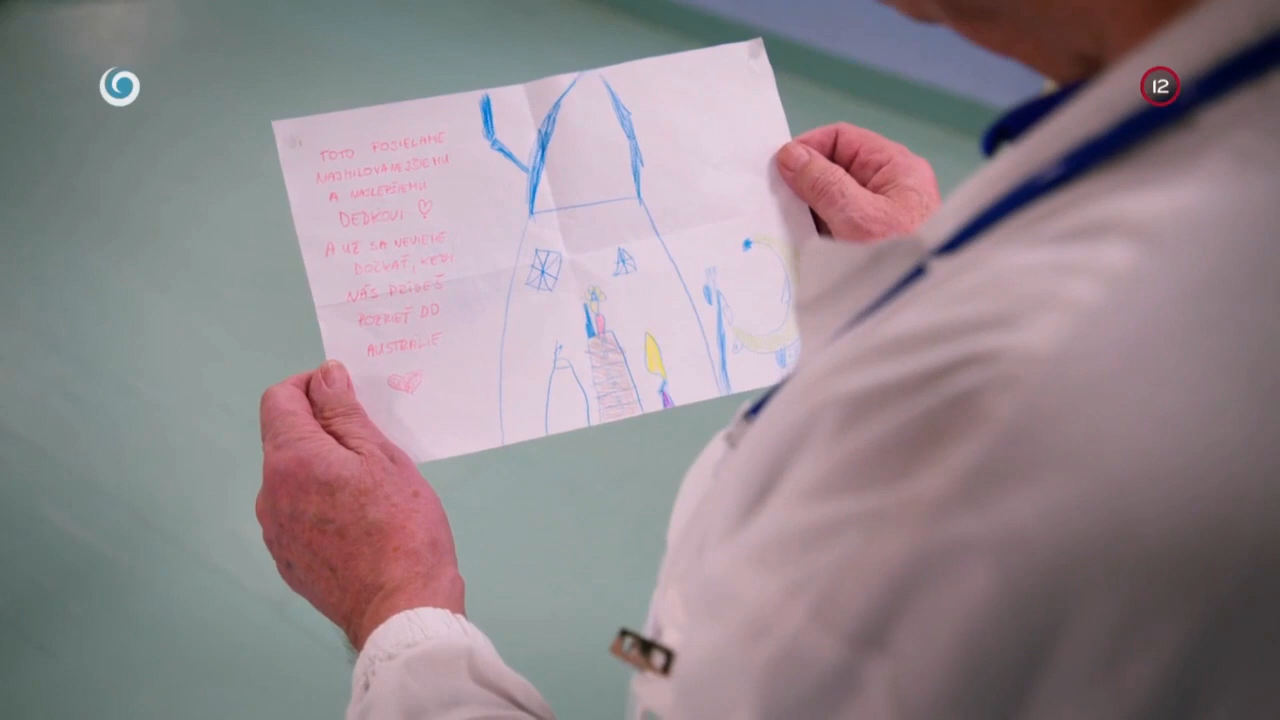 TOTO POSIELAME
NAJMILOVANEJŠIEMU
A NAJLEPŠIEMU
DEDKOVI
A UŽ SA NEVIEME
DOČKAŤ, KEDY
NÁS PRÍDEŠ
POZRIEŤ DO
AUSTRÁLIE
12